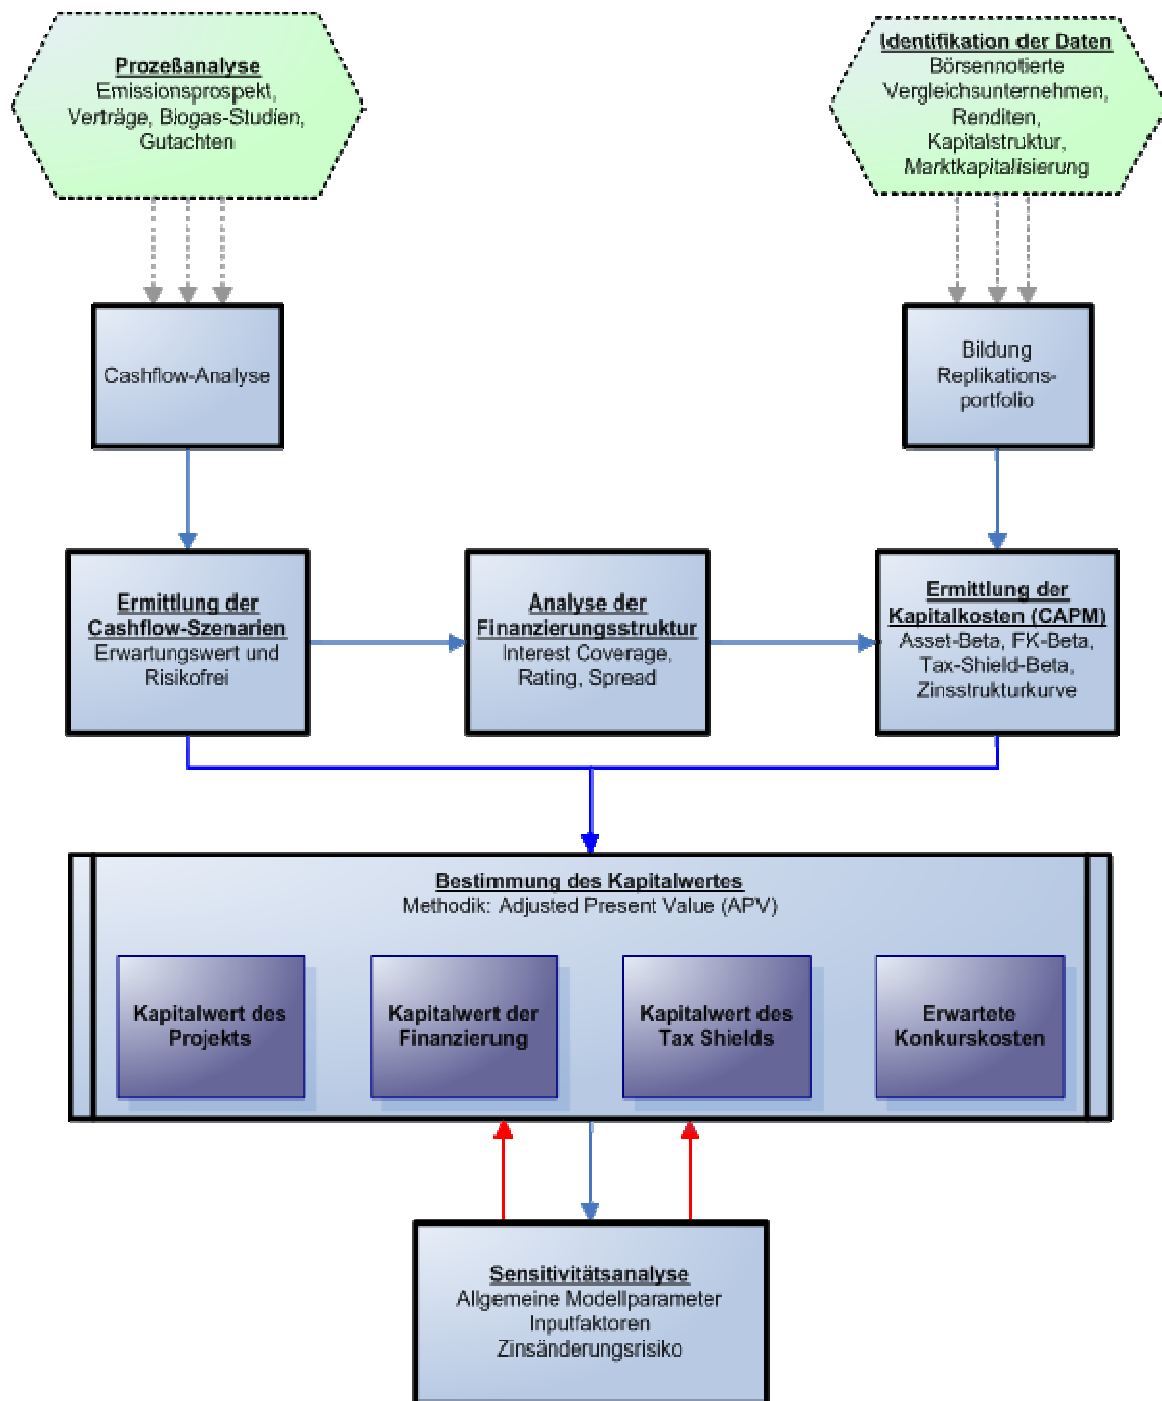 Prozeßanalyse
Emissionsprospekt,
Verträge, Biogas-Studien,
Gutachten
Identifikation der Daten
Börsennotierte
Vergleichsunternehmen,
Renditen,
Kapitalstruktur,
Marktkapitalisierung
Cashflow-Analyse
Bildung
Replikations-
portfolio
Ermittlung der
Cashflow-Szenarien
Erwartungswert und
Risikofrei
Analyse der
Finanzierungsstruktur
Interest Coverage,
Rating, Spread
Ermittlung der
Kapitalkosten (CAPM)
Asset-Beta, FK-Beta,
Tax-Shield-Beta,
Zinsstrukturkurve
Bestimmung des Kapitalwertes
Methodik: Adjusted Present Value (APV)
Kapitalwert des
Projekts
Kapitalwert der
Finanzierung
Kapitalwert des
Tax Shields
Erwartete
Konkurskosten
Sensitivitätsanalyse
Allgemeine Modellparameter
Inputfaktoren
Zinsänderungsrisiko